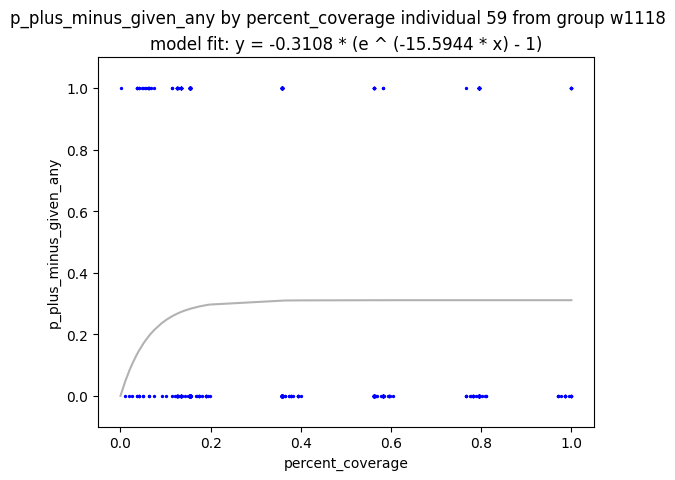 p_plus_minus_given_any by percent_coverage individual 59 from group w1118
model fit: y = -0.3108 * (e ^ (-15.5944 * x) - 1)
1.0
0.8
0.6
0.4
0.2
0.0
p_plus_minus_given_any
0.0 0.2 0.4 0.6 0.8 1.0
percent_coverage